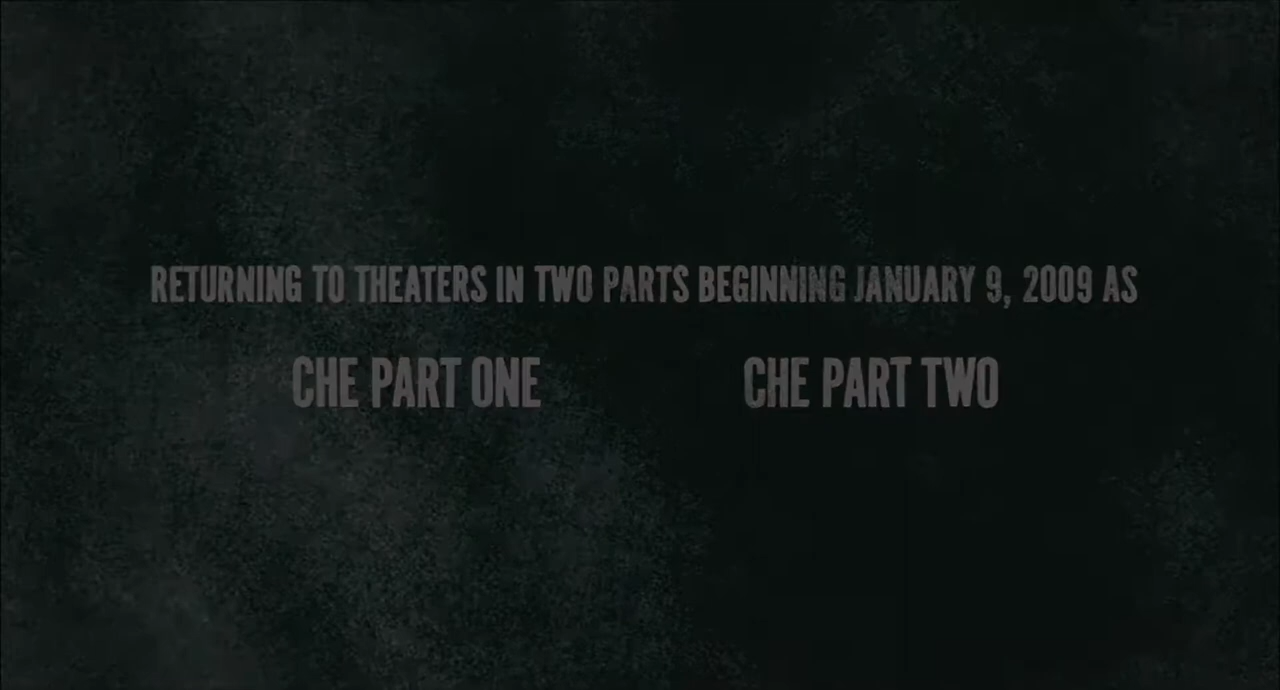 RETURNING TO THEATERS IN TWO PARTS BEGINNING JANUARY 9, 2009 AS
CHE PART ONE CHE PART TWO